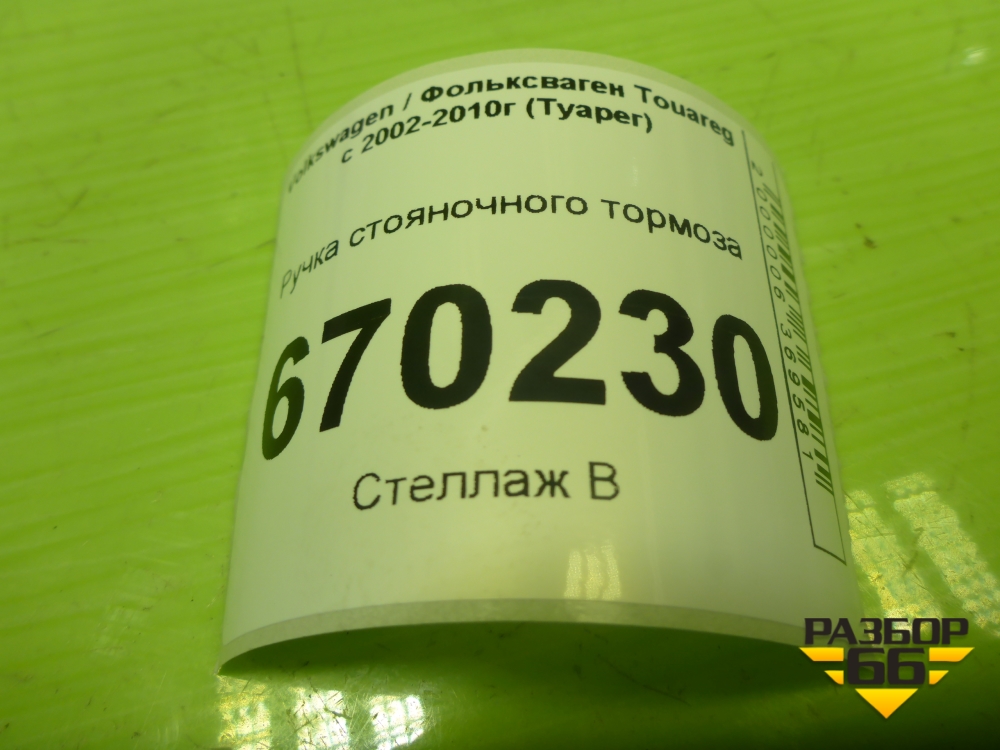 Volkswagen / Фольксваген Touareg
с 2002-2010г (Туарег)
Ручка стояночного тормоза
670230
Стеллаж В
2000006369581
РАЗБОР
66